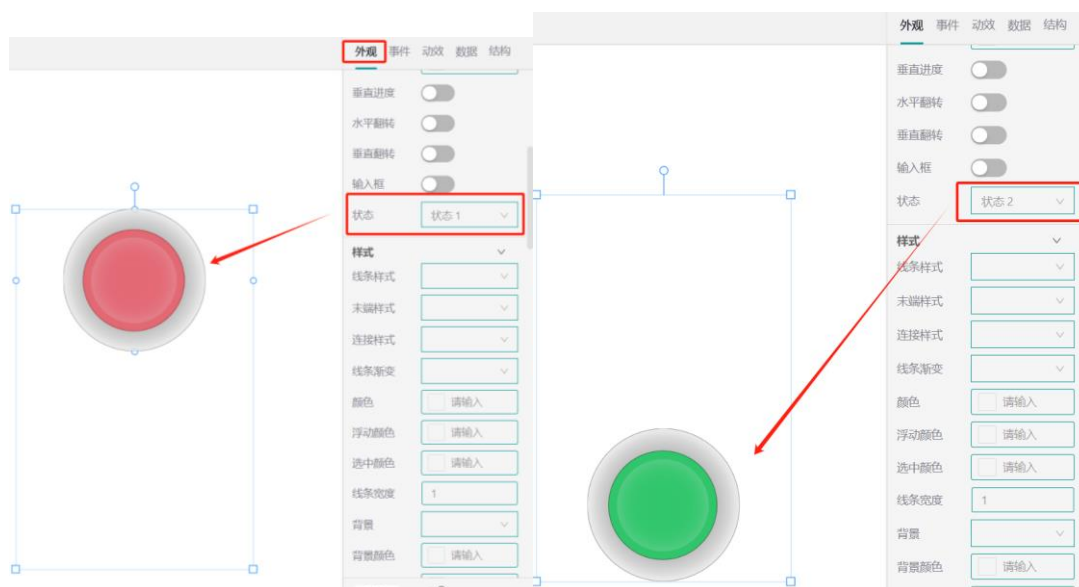 外观 事件 动效 数据 结构
垂直进度
水平翻转
垂直翻转
输入框
状态 状态 1
样式
线条样式
末端样式
连接样式
线条渐变
颜色 请输入
浮动颜色 请输入
选中颜色 请输入
线条宽度 1
背景
背景颜色 请输入
外观 事件 动效 数据 结构
垂直进度
水平翻转
垂直翻转
输入框
状态 状态 2
样式
线条样式
末端样式
连接样式
线条渐变
颜色 请输入
浮动颜色 请输入
选中颜色 请输入
线条宽度 1
背景
背景颜色 请输入